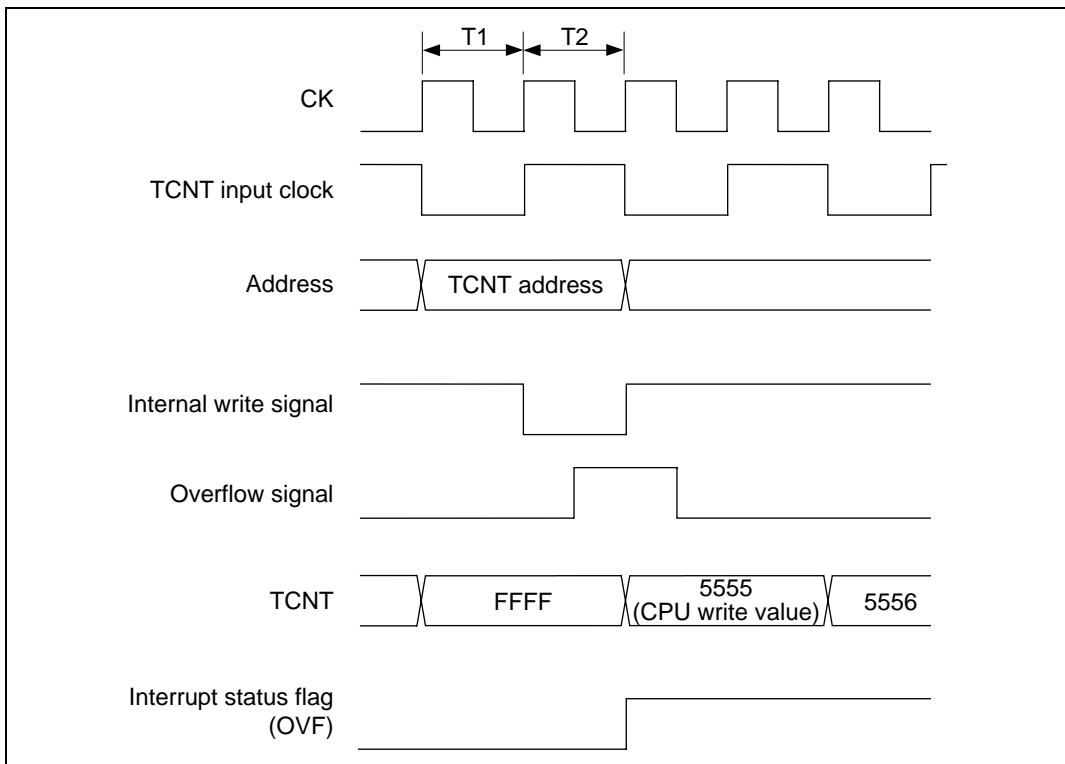 T1 T2
CK
TCNT input clock
Address
TCNT address
Internal write signal
Overflow signal
TCNT
FFFF
5555
(CPU write value)
5556
Interrupt status flag
(OVF)